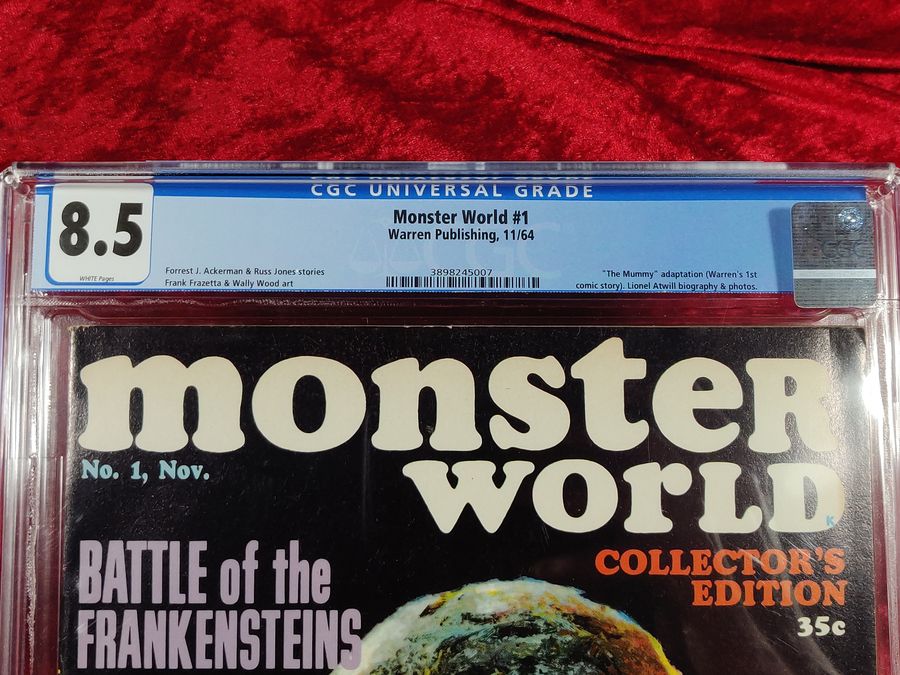 CGC UNIVERSAL GRADE
8.5
WHITE Pages
Monster World #1
Warren Publishing, 11/64
Forrest J. Ackerman & Russ Jones stories
Frank Frazetta & Wally Wood art
3898245007
"The Mummy" adaptation (Warren's 1st
comic story). Lionel Atwill biography & photos.
monsteR
woRLD
No. 1, Nov.
K
BATTLE of the
FRANKENSTEINS
COLLECTOR'S
EDITION
35c